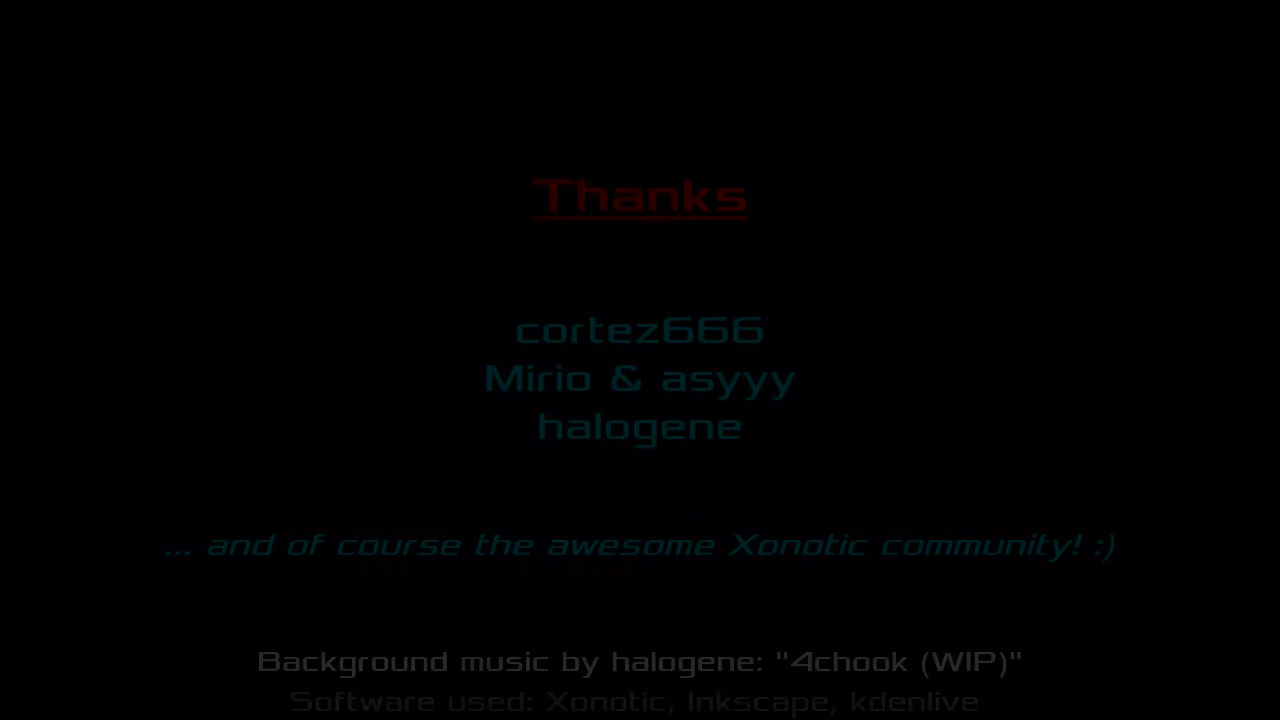 Thanks
cortez666
Mirio & asyyy
halogene
... and of course the awesome Xonotic community! :)
Background music by halogene: "4chook (WIP)"
Software used: Xonotic, Inkscape, kdenlive